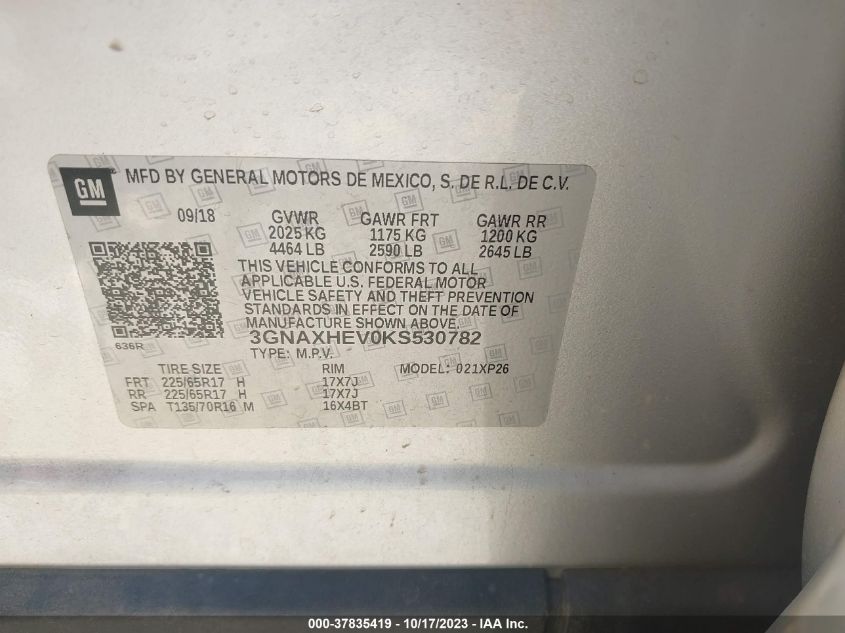 GM
MFD BY GENERAL MOTORS DE MEXICO, S. DE R.L. DE C.V.
09/18 GVWR GAWR FRT GAWR RR
2025 KG 1175 KG 1200 KG
4464 LB 2590 LB 2645 LB
THIS VEHICLE CONFORMS TO ALL
APPLICABLE U.S. FEDERAL MOTOR
VEHICLE SAFETY AND THEFT PREVENTION
STANDARDS IN EFFECT ON THE DATE OF
MANUFACTURE SHOWN ABOVE.
636R
3GNAXHEV0KS530782
TYPE: M.P.V.
TIRE SIZE RIM MODEL: 021XP26
FRT 225/65R17 H 17X7J
RR 225/65R17 H 17X7J
SPA T135/70R16 M 16X4BT
000-37835419 - 10/17/2023 - IAA Inc.